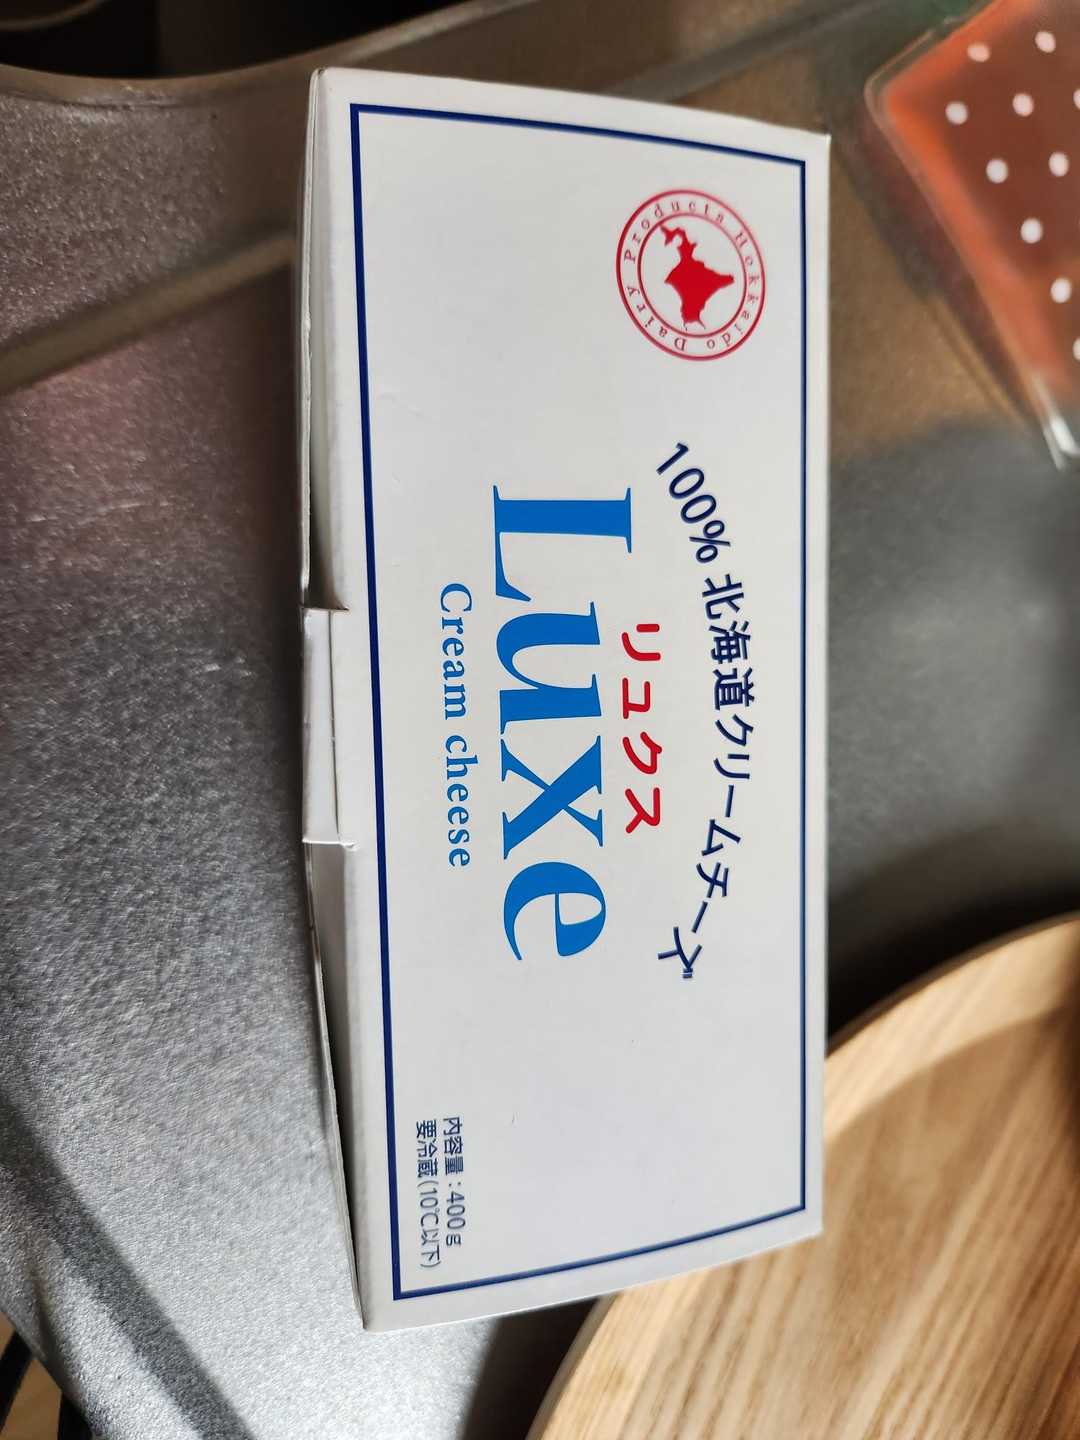 Hokkaido Dairy Products
100% 北海道クリームチーズ
リュクス
Luxe
Cream cheese
内容量：400g
要冷蔵(10℃以下)